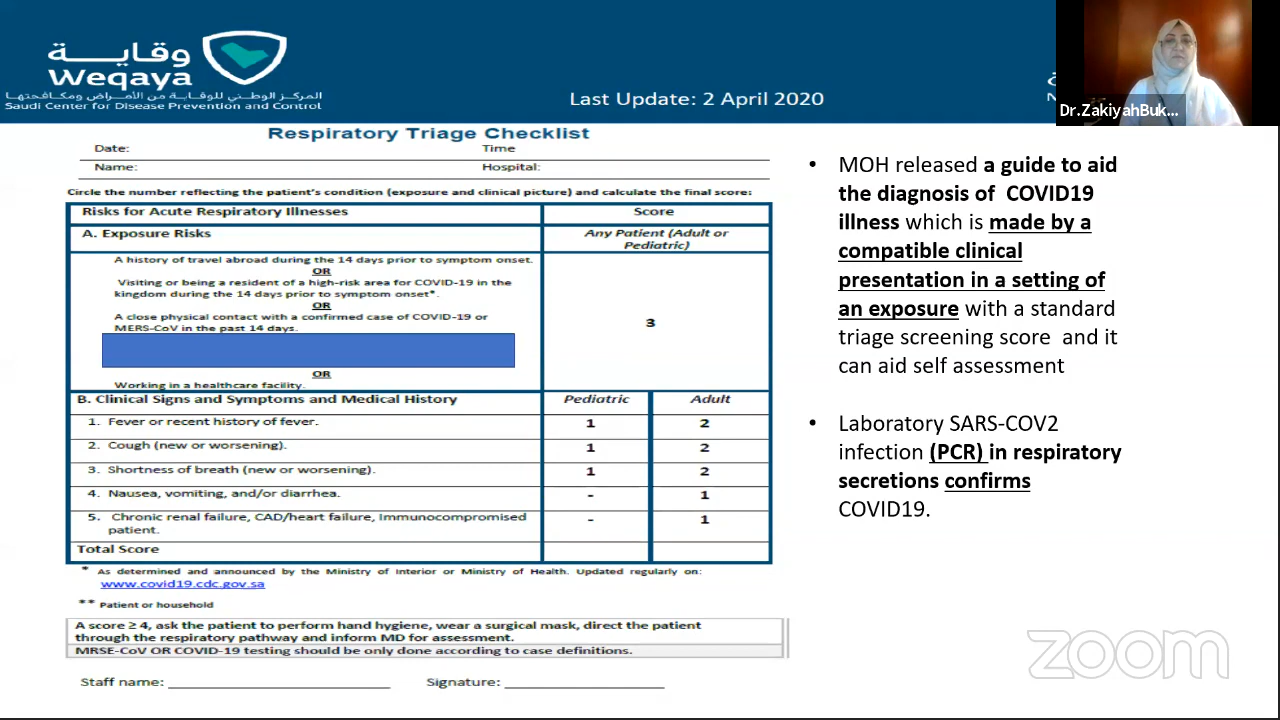 وقاية
Weqaya
المركز الوطني للوقاية من الأمراض ومكافحتها
Saudi Center for Disease Prevention and Control
Last Update: 2 April 2020
Dr.ZakiyahBuk...
Respiratory Triage Checklist
Date: Time
Name: Hospital:
Circle the number reflecting the patient's condition (exposure and clinical picture) and calculate the final score:
Risks for Acute Respiratory Illnesses Score
A. Exposure Risks Any Patient (Adult or
Pediatric)
A history of travel abroad during the 14 days prior to symptom onset.
OR
Visiting or being a resident of a high-risk area for COVID-19 in the
kingdom during the 14 days prior to symptom onset*.
OR
A close physical contact with a confirmed case of COVID-19 or
MERS-CoV in the past 14 days.
3
OR
Working in a healthcare facility.
B. Clinical Signs and Symptoms and Medical History Pediatric Adult
1. Fever or recent history of fever. 1 2
2. Cough (new or worsening). 1 2
3. Shortness of breath (new or worsening). 1 2
4. Nausea, vomiting, and/or diarrhea. - 1
5. Chronic renal failure, CAD/heart failure, Immunocompromised
patient. - 1
Total Score
* As determined and announced by the Ministry of Interior or Ministry of Health. Updated regularly on:
www.covid19.cdc.gov.sa
** Patient or household
A score ≥ 4, ask the patient to perform hand hygiene, wear a surgical mask, direct the patient
through the respiratory pathway and inform MD for assessment.
MRSE-CoV OR COVID-19 testing should be only done according to case definitions.
Staff name: Signature:
• MOH released a guide to aid
the diagnosis of COVID19
illness which is made by a
compatible clinical
presentation in a setting of
an exposure with a standard
triage screening score and it
can aid self assessment
• Laboratory SARS-COV2
infection (PCR) in respiratory
secretions confirms
COVID19.
zoom